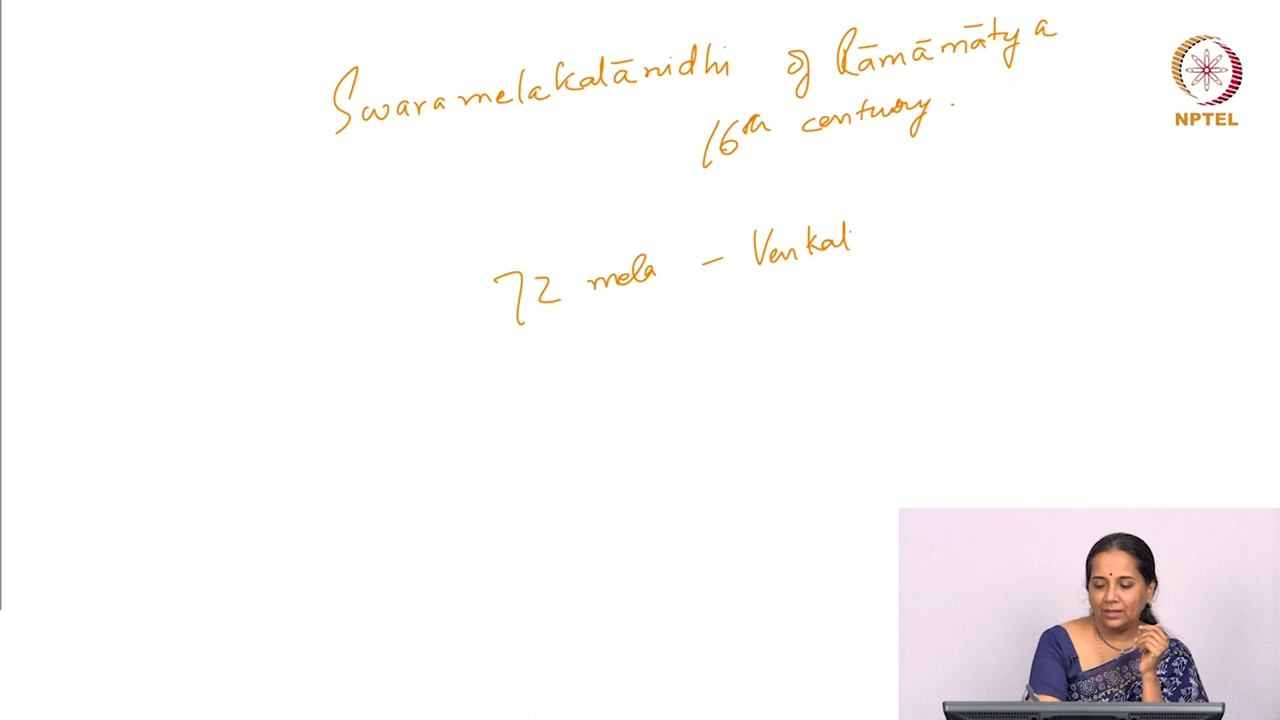 Swaramelakalānidhi of Rāmāmātya
16th century.
72 mela - Venkat
NPTEL